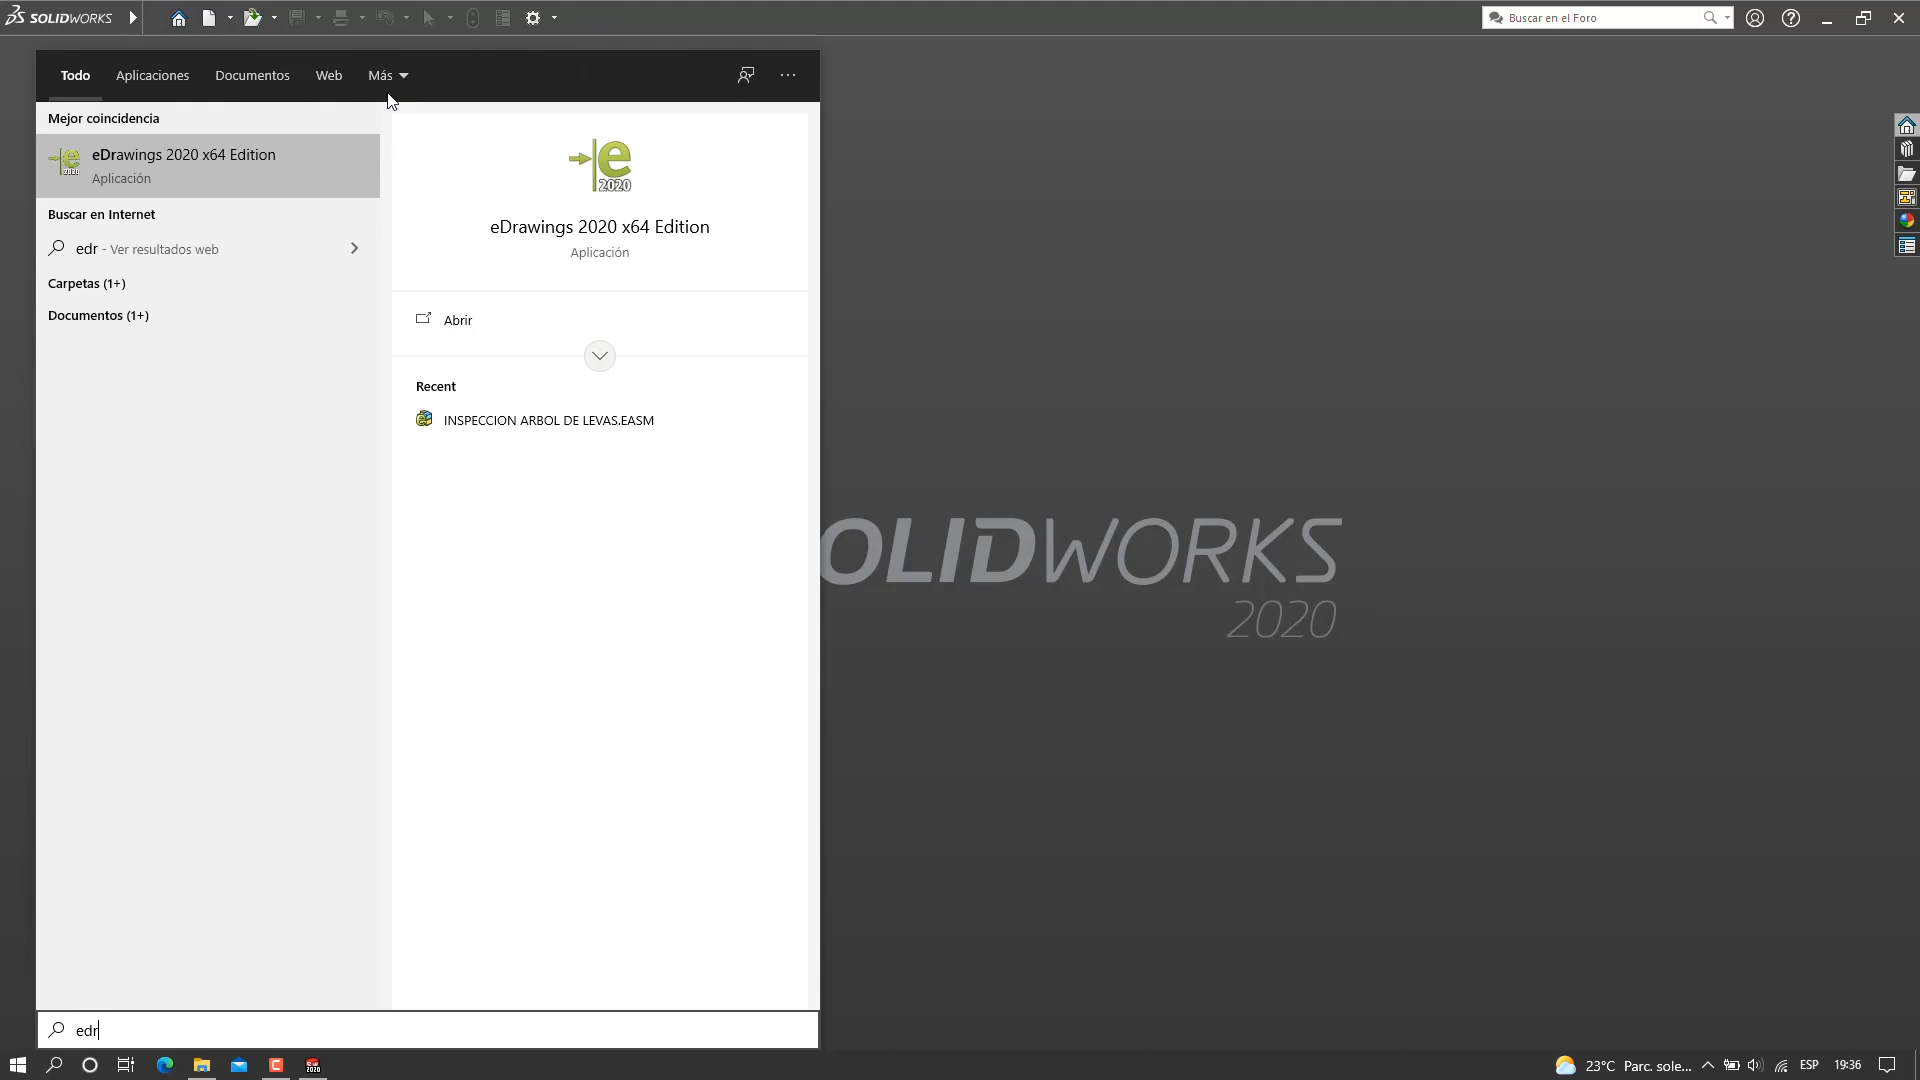 SOLIDWORKS
Buscar en el Foro
Todo
Aplicaciones
Documentos
Web
Más
Mejor coincidencia
eDrawings 2020 x64 Edition
Aplicación
Buscar en Internet
edr - Ver resultados web
Carpetas (1+)
Documentos (1+)
2020
eDrawings 2020 x64 Edition
Aplicación
Abrir
Recent
INSPECCION ARBOL DE LEVAS.EASM
OLIDWORKS
2020
edr
23°C Parc. sole...
ESP
19:36